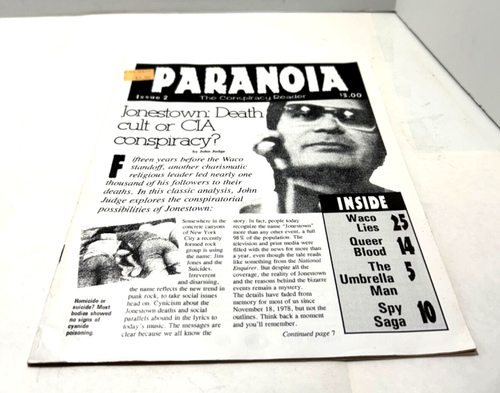 PARANOIA
Issue 2
The Conspiracy Reader
$3.00
Jonestown: Death
cult or CIA
conspiracy?
by John Judge
Fifteen years before the Waco
standoff, another charismatic
religious leader led nearly one
thousand of his followers to their
deaths. In this classic analysis, John
Judge explores the conspiratorial
possibilities of Jonestown:
Homicide or
suicide? Most
bodies showed
no signs of
cyanide
poisoning.
Somewhere in the
concrete canyons
of New York
City a recently
formed rock
group is using
the name: Jim
Jones and the
Suicides.
Irreverent
and disarming,
the name reflects the new trend in
punk rock, to take social issues
head on. Cynicism about the
Jonestown deaths and social
parallels abound in the lyrics to
today's music. The messages are
clear because we all know the
story. In fact, people today
recognize the name "Jonestown"
more than any other event, a full
98% of the population. The
television and print media were
filled with the news for more than
a year, even though the tale reads
like something from the National
Enquirer. But despite all the
coverage, the reality of Jonestown
and the reasons behind the bizarre
events remain a mystery.
The details have faded from
memory for most of us since
November 18, 1978, but not the
outlines. Think back a moment
and you'll remember.
Continued page 7
INSIDE
Waco
Lies 25
Queer
Blood 14
The
Umbrella
Man 5
Spy
Saga 10